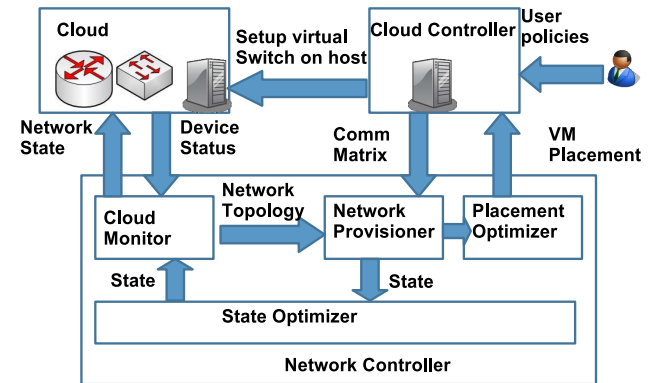 Cloud
Setup virtual
Switch on host
Cloud Controller
User
policies
Network
State
Device
Status
Comm
Matrix
VM
Placement
Cloud
Monitor
Network
Topology
Network
Provisioner
Placement
Optimizer
State
State
State Optimizer
Network Controller